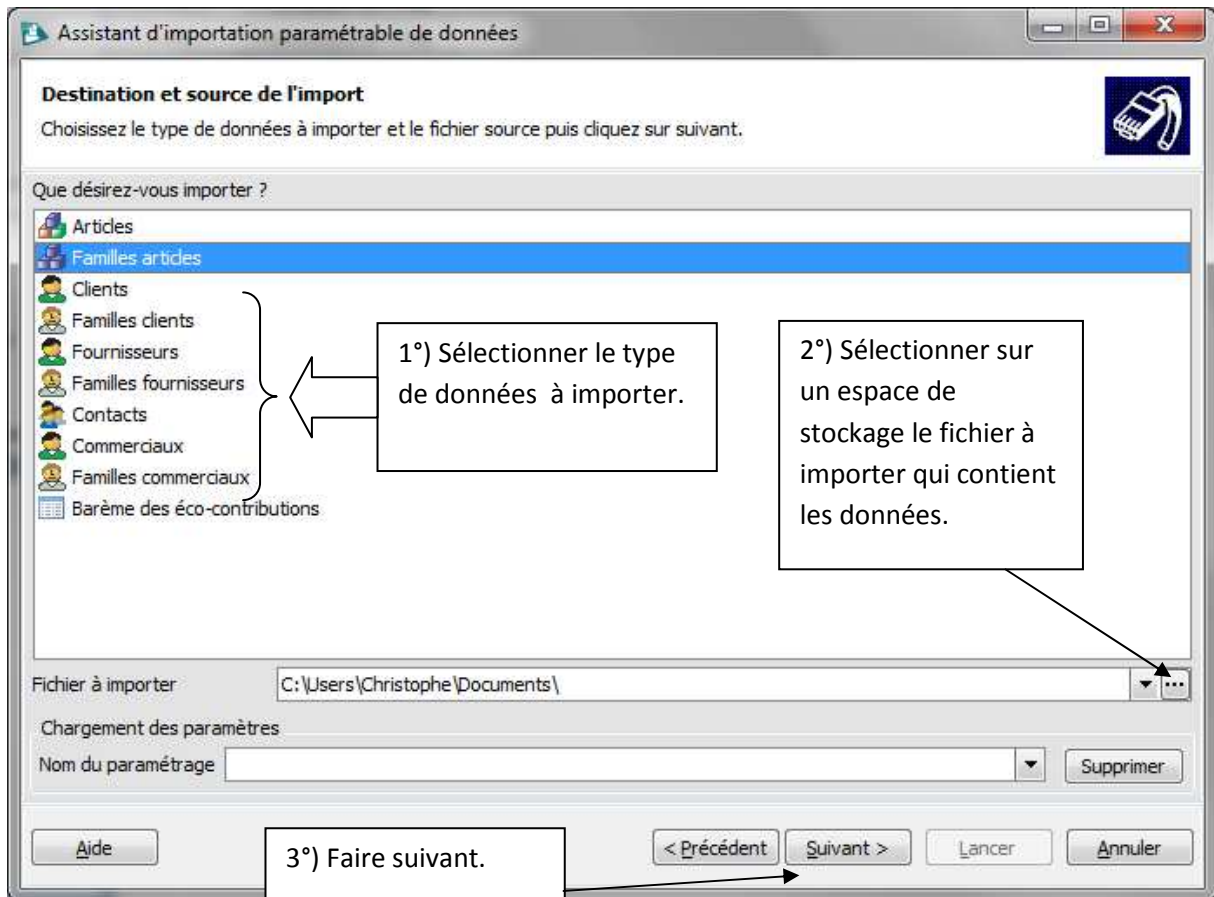 Assistant d'importation paramétrable de données
Destination et source de l'import
Choisissez le type de données à importer et le fichier source puis cliquez sur suivant.
Que désirez-vous importer ?
Articles
Familles articles
Clients
Familles clients
Fournisseurs
Familles fournisseurs
Contacts
Commerciaux
Familles commerciaux
Barème des éco-contributions
1°) Sélectionner le type
de données à importer.
2°) Sélectionner sur
un espace de
stockage le fichier à
importer qui contient
les données.
Fichier à importer C:\Users\Christophe\Documents\
Chargement des paramètres
Nom du paramétrage Supprimer
Aide < Précédent Suivant > Lancer Annuler
3°) Faire suivant.